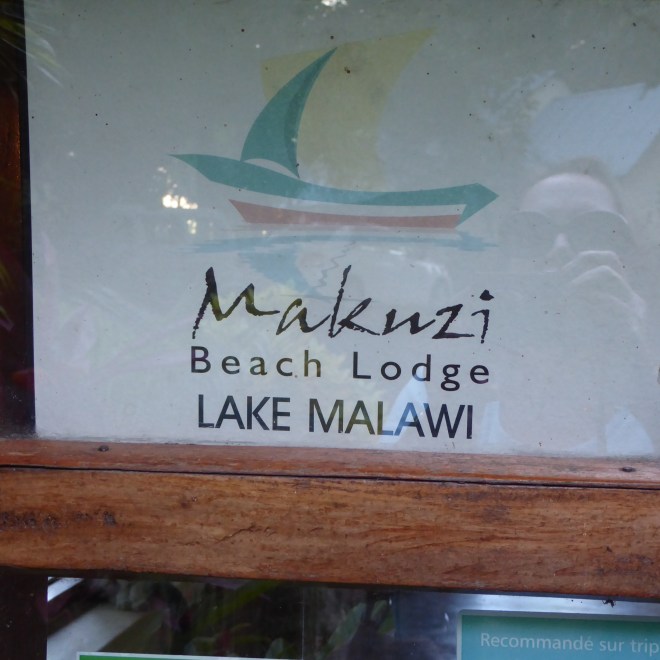 Makuzi
Beach Lodge
LAKE MALAWI
Recommandé sur trip